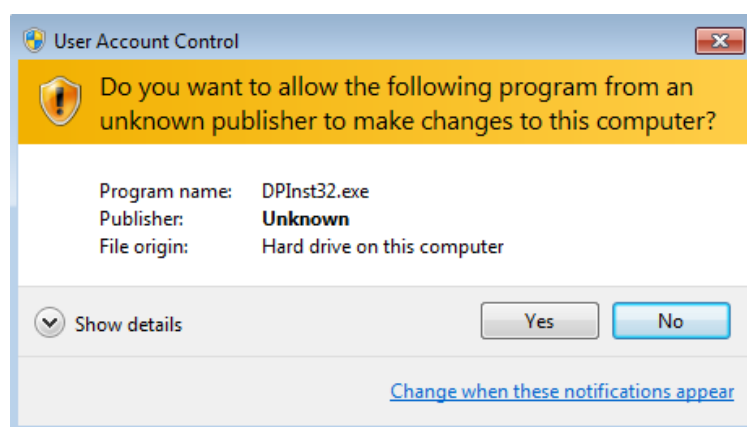 User Account Control
Do you want to allow the following program from an
unknown publisher to make changes to this computer?
Program name: DPInst32.exe
Publisher: Unknown
File origin: Hard drive on this computer
Show details
Yes
No
Change when these notifications appear